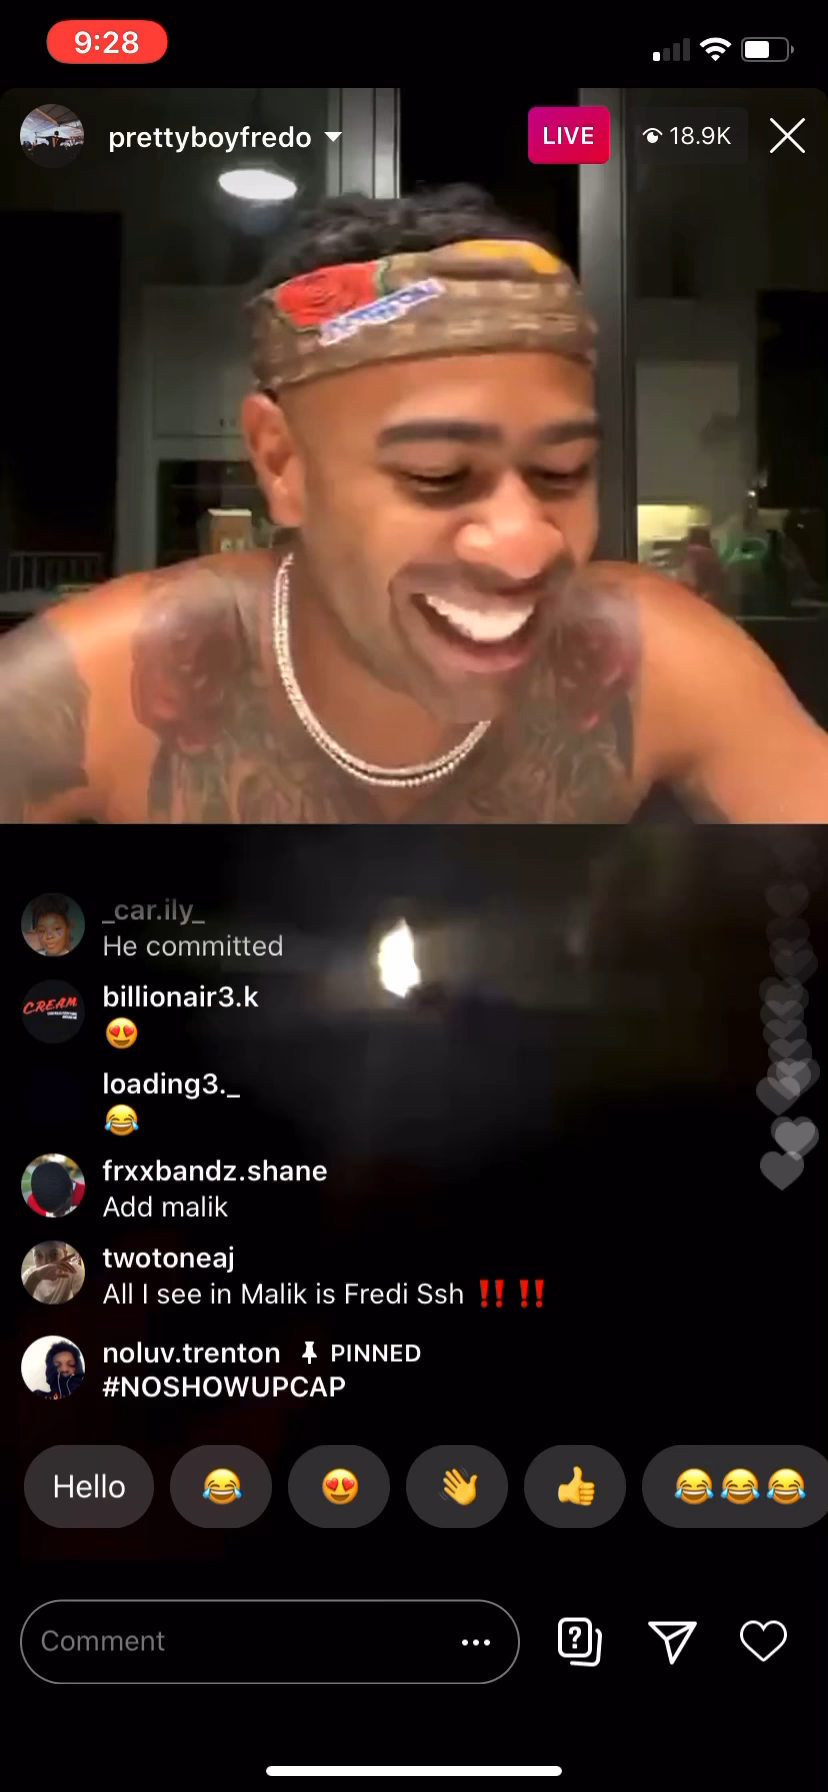 9:28
prettyboyfredo
LIVE
18.9K
_car.ily_
He committed
billionair3.k
CREAM
😍
loading3._
😂
frxxbandz.shane
Add malik
twotoneaj
All I see in Malik is Fredi Ssh ‼️ ‼️
noluv.trenton PINNED
#NOSHOWUPCAP
Hello 😂 😍 👋 👍 😂😂😂
Comment